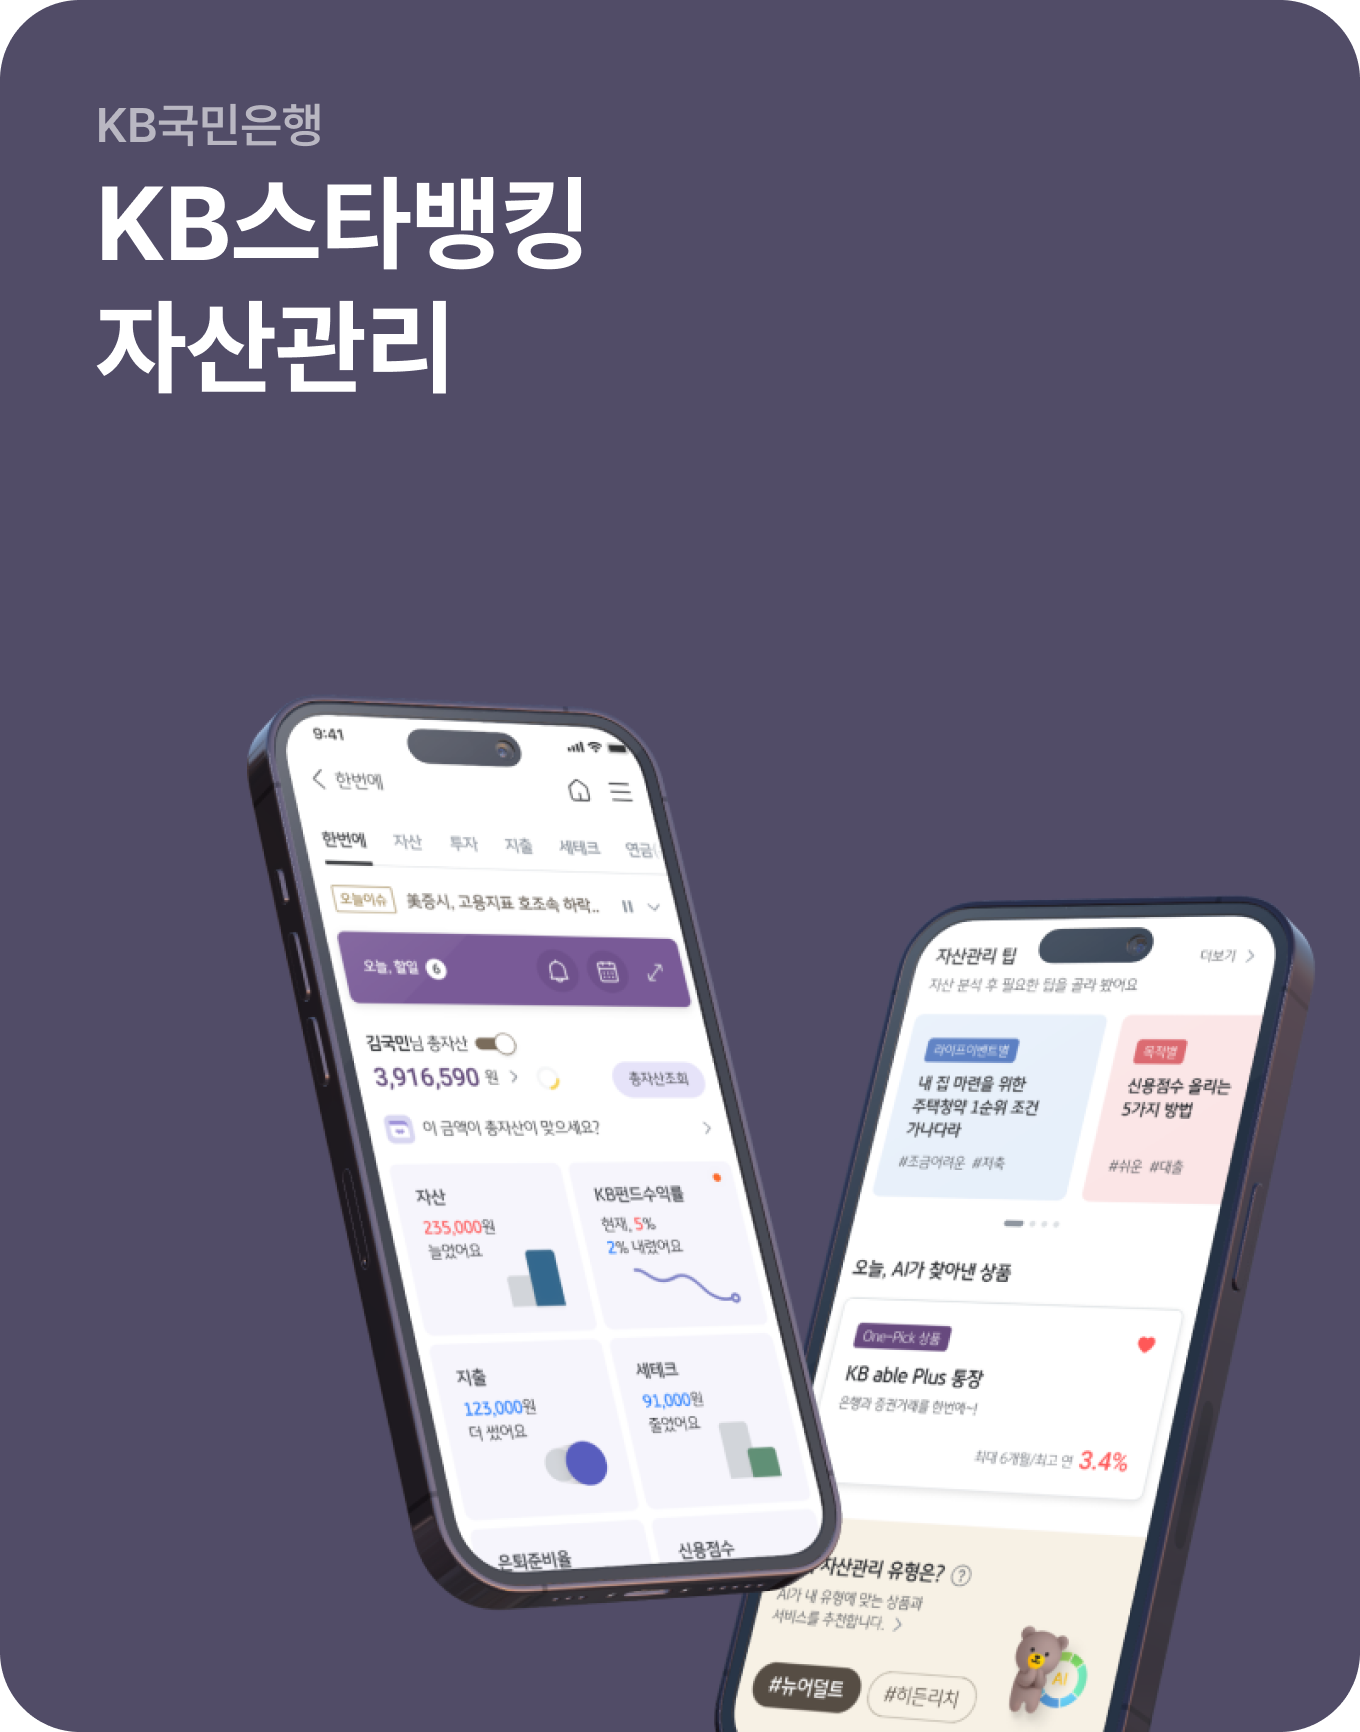 KB국민은행
KB스타뱅킹
자산관리
9:41
한번에
한번에 자산 투자 지출 세테크 연금
오늘이슈 美증시, 고용지표 호조속 하락..
오늘, 할일 6
김국민님 총자산
3,916,590 원
총자산조회
이 금액이 총자산이 맞으세요?
자산
235,000원
늘었어요
KB펀드수익률
현재, 5%
2% 내렸어요
지출
123,000원
더 썼어요
세테크
91,000원
줄었어요
은퇴준비율
신용점수
자산관리 팁
더보기
자산 분석 후 필요한 팁을 골라 봤어요
라이프이벤트별
내 집 마련을 위한
주택청약 1순위 조건
가나다라
#조금어려운 #저축
목적별
신용점수 올리는
5가지 방법
#쉬운 #대출
오늘, AI가 찾아낸 상품
One-Pick 상품
KB able Plus 통장
은행과 증권거래를 한번에~!
최대 6개월/최고 연 3.4%
자산관리 유형은? ?
AI가 내 유형에 맞는 상품과
서비스를 추천합니다.
#뉴어덜트
#히든리치
AI